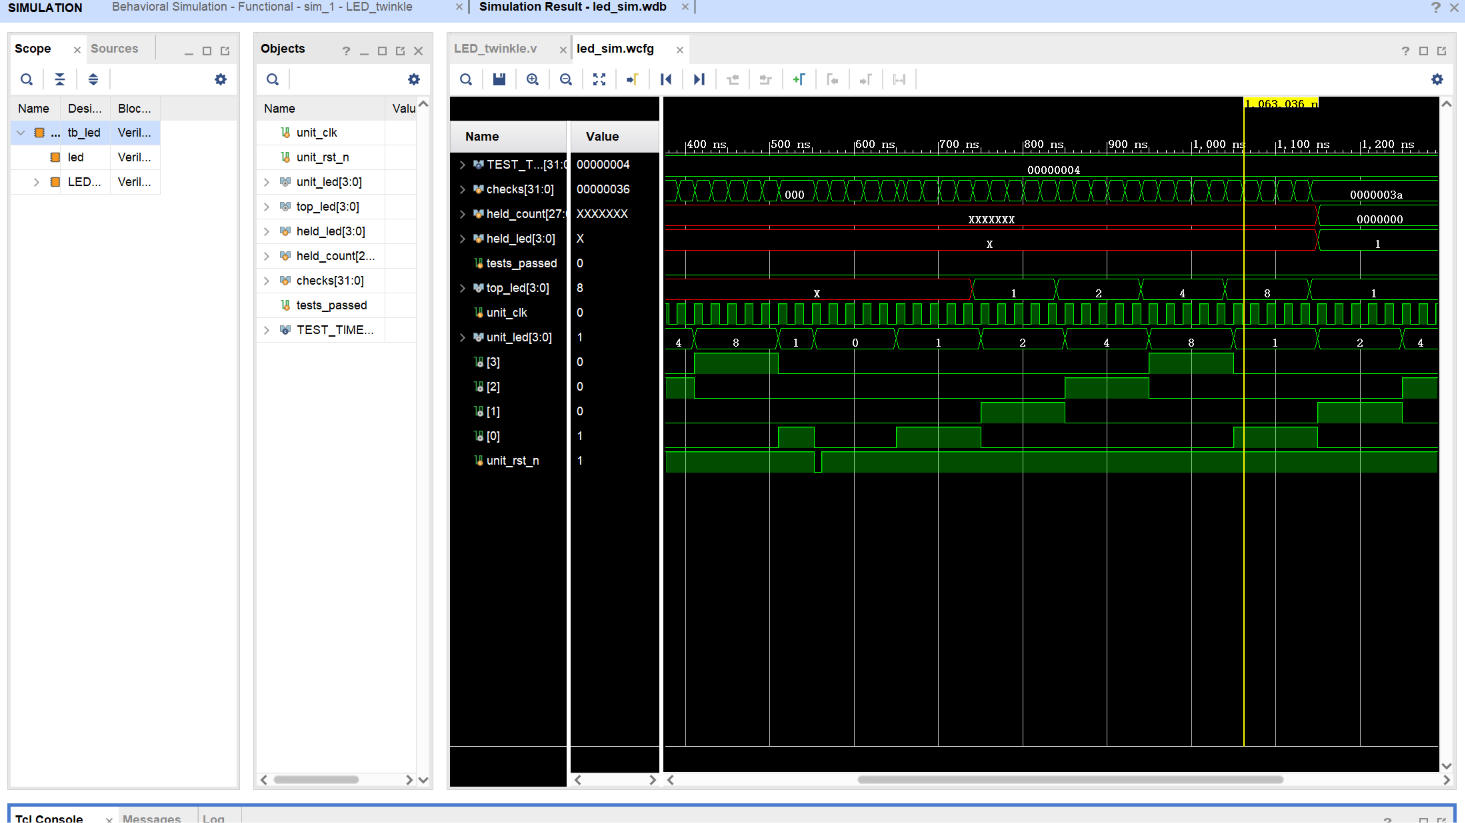 SIMULATION Behavioral Simulation - Functional - sim_1 - LED_twinkle × Simulation Result - led_sim.wdb × ? ×
Scope × Sources
Name Desi... Bloc...
... tb_led Veril...
led Veril...
LED... Veril...
Objects ?
Name Valu
unit_clk
unit_rst_n
unit_led[3:0]
top_led[3:0]
held_led[3:0]
held_count[2...
checks[31:0]
tests_passed
TEST_TIME...
LED_twinkle.v × led_sim.wcfg × ?
1,063.036 n
Name Value
400 ns 500 ns 600 ns 700 ns 800 ns 900 ns 1,000 ns 1,100 ns 1,200 ns
TEST_T...[31:0 00000004 00000004
checks[31:0] 00000036 000 0000003a
held_count[27: XXXXXXX XXXXXXX 0000000
held_led[3:0] X X 1
tests_passed 0
top_led[3:0] 8 X 1 2 4 8 1
unit_clk 0
unit_led[3:0] 1 4 8 1 0 1 2 4 8 1 2 4
[3] 0
[2] 0
[1] 0
[0] 1
unit_rst_n 1
Tcl Console × Messages Log ?